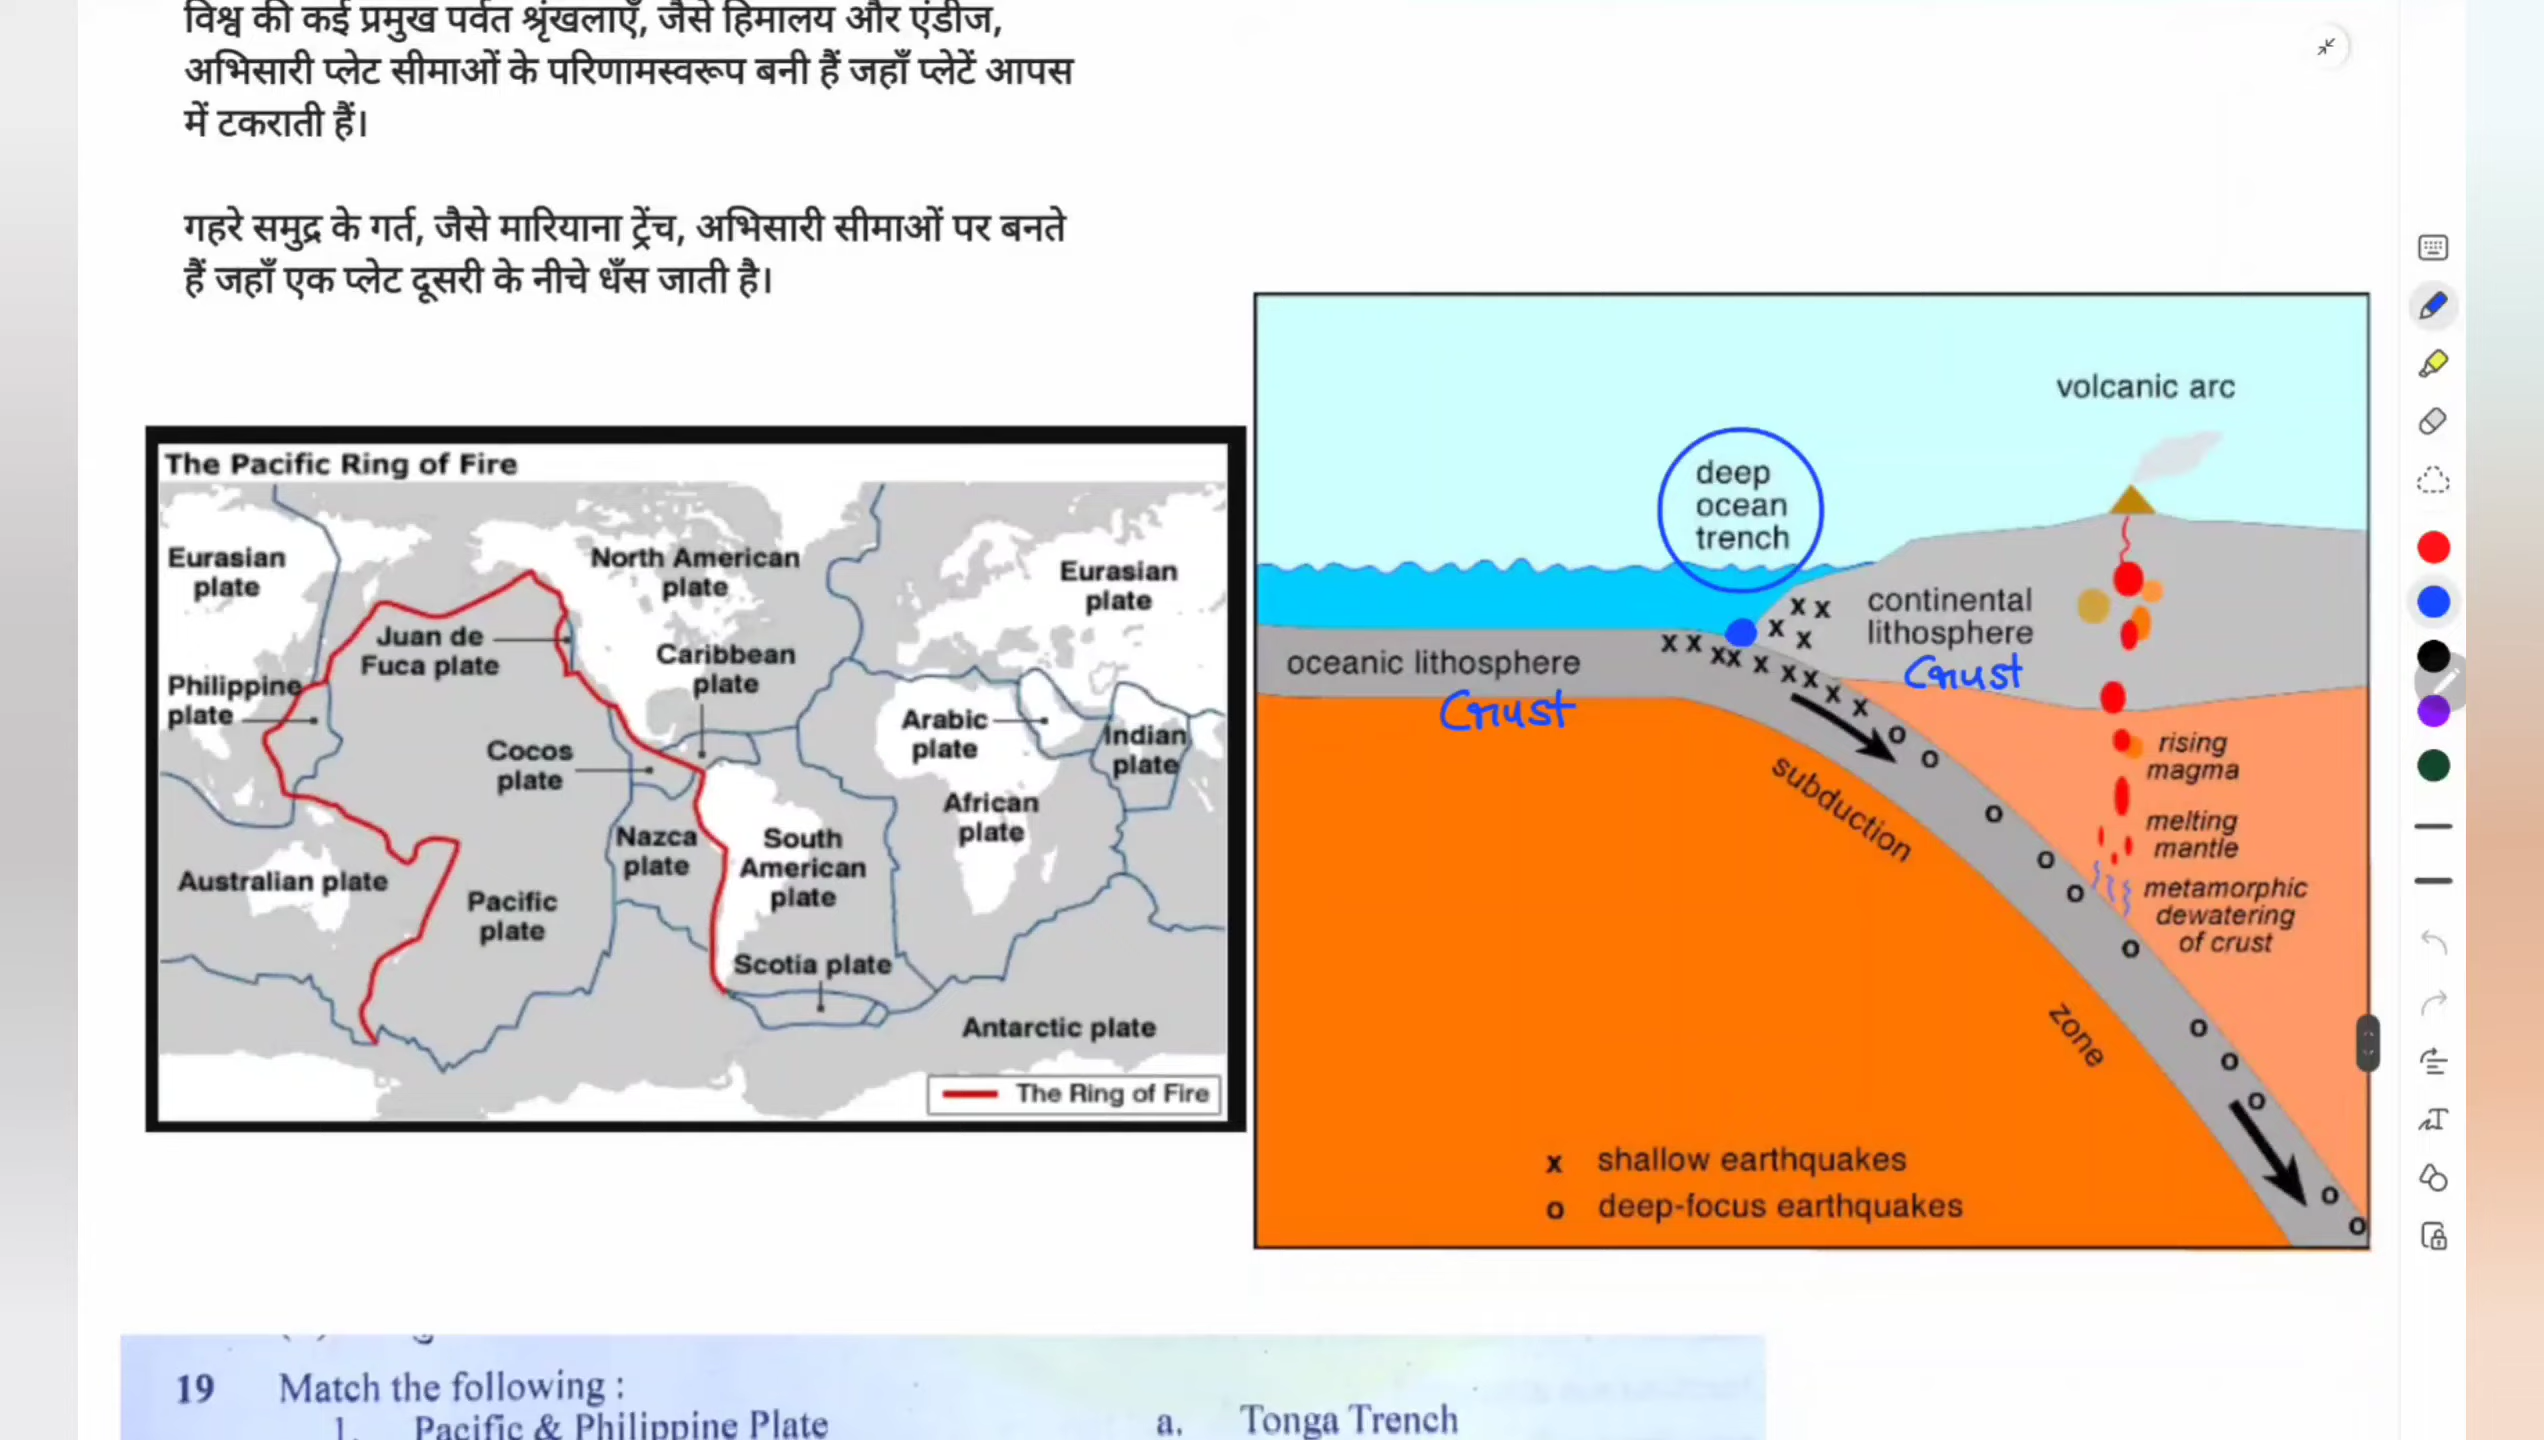 विश्व की कई प्रमुख पर्वत श्रृंखलाएँ, जैसे हिमालय और एंडीज,
अभिसारी प्लेट सीमाओं के परिणामस्वरूप बनी हैं जहाँ प्लेटें आपस
में टकराती हैं।
गहरे समुद्र के गर्त, जैसे मारियाना ट्रेंच, अभिसारी सीमाओं पर बनते
हैं जहाँ एक प्लेट दूसरी के नीचे धँस जाती है।
The Pacific Ring of Fire
Eurasian
plate
North American
plate
Eurasian
plate
Juan de
Fuca plate
Caribbean
plate
Philippine
plate
Arabic
plate
Indian
plate
Cocos
plate
African
plate
Nazca
plate
South
American
plate
Australian plate
Pacific
plate
Scotia plate
Antarctic plate
The Ring of Fire
volcanic arc
deep
ocean
trench
continental
lithosphere
Crust
oceanic lithosphere
Crust
rising
magma
subduction
melting
mantle
metamorphic
dewatering
of crust
zone
x shallow earthquakes
o deep-focus earthquakes
19 Match the following :
1. Pacific & Philippine Plate a. Tonga Trench